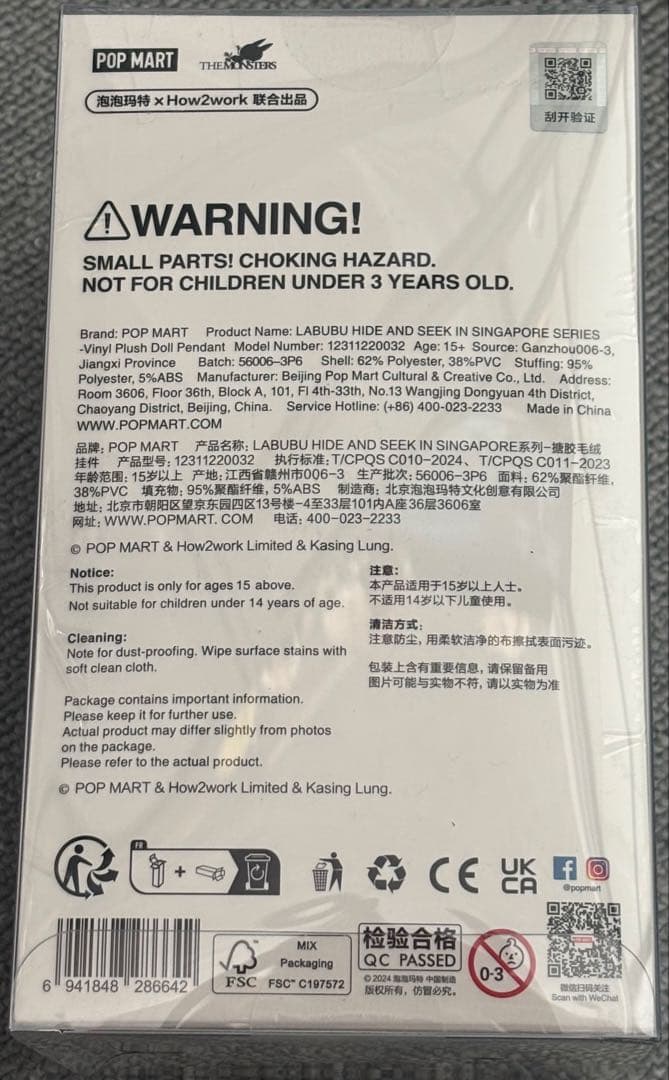 POP MART
THE MONSTERS
泡泡玛特 × How2work 联合出品
刮开验证
WARNING!
SMALL PARTS! CHOKING HAZARD.
NOT FOR CHILDREN UNDER 3 YEARS OLD.
Brand: POP MART Product Name: LABUBU HIDE AND SEEK IN SINGAPORE SERIES
-Vinyl Plush Doll Pendant Model Number: 12311220032 Age: 15+ Source: Ganzhou006-3,
Jiangxi Province Batch: 56006-3P6 Shell: 62% Polyester, 38%PVC Stuffing: 95%
Polyester, 5%ABS Manufacturer: Beijing Pop Mart Cultural & Creative Co., Ltd. Address:
Room 3606, Floor 36th, Block A, 101, Fl 4th-33th, No.13 Wangjing Dongyuan 4th District,
Chaoyang District, Beijing, China. Service Hotline: (+86) 400-023-2233 Made in China
WWW.POPMART.COM
品牌: POP MART 产品名称: LABUBU HIDE AND SEEK IN SINGAPORE系列-搪胶毛绒
挂件 产品型号: 12311220032 执行标准: T/CPQS C010-2024、T/CPQS C011-2023
年龄范围: 15岁以上 产地: 江西省赣州市006-3 生产批次: 56006-3P6 面料: 62%聚酯纤维,
38%PVC 填充物: 95%聚酯纤维, 5%ABS 制造商: 北京泡泡玛特文化创意有限公司
地址: 北京市朝阳区望京东园四区13号楼-4至33层101内A座36层3606室
网址: WWW.POPMART. COM 电话: 400-023-2233
© POP MART & How2work Limited & Kasing Lung.
Notice:
This product is only for ages 15 above.
Not suitable for children under 14 years of age.
注意:
本产品适用于15岁以上人士。
不适用14岁以下儿童使用。
Cleaning:
Note for dust-proofing. Wipe surface stains with
soft clean cloth.
清洁方式:
注意防尘, 用柔软洁净的布擦拭表面污迹。
包装上含有重要信息, 请保留备用
图片可能与实物不符, 请以实物为准
Package contains important information.
Please keep it for further use.
Actual product may differ slightly from photos
on the package.
Please refer to the actual product.
© POP MART & How2work Limited & Kasing Lung.
FR
+
CE
UK
CA
@popmart
6 941848 286642
FSC
MIX
Packaging
FSC™ C197572
检验合格
QC PASSED
© 2024 泡泡玛特 中国制造
版权所有, 仿冒必究。
0-3
POP MART
微信扫码关注
Scan with WeChat